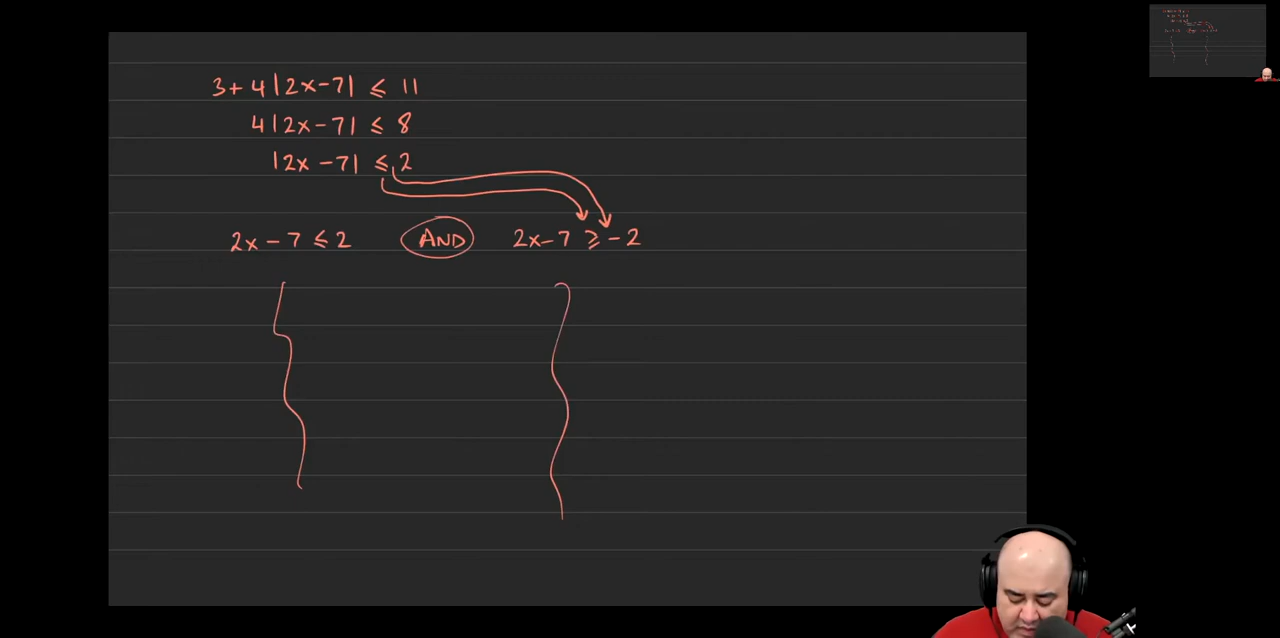 3 + 4|2x - 7| ≤ 11
4|2x - 7| ≤ 8
|2x - 7| ≤ 2
2x - 7 ≤ 2 AND 2x - 7 ≥ -2